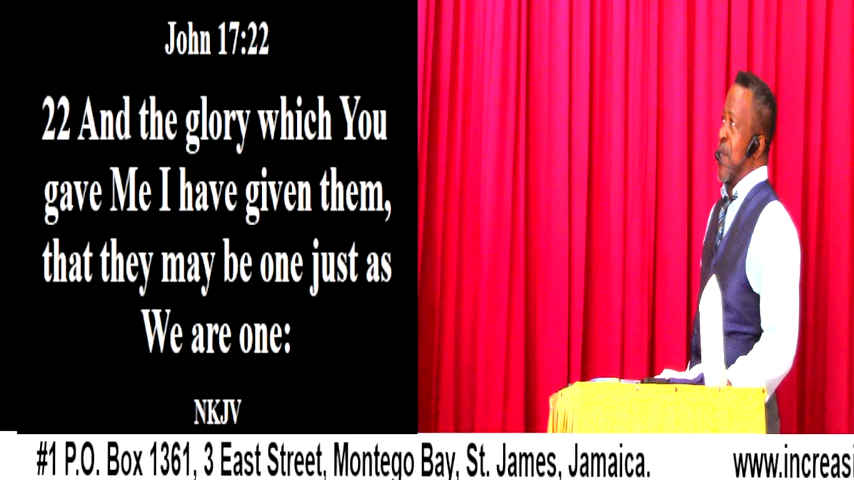 John 17:22
22 And the glory which You
gave Me I have given them,
that they may be one just as
We are one:
NKJV
#1 P.O. Box 1361, 3 East Street, Montego Bay, St. James, Jamaica.